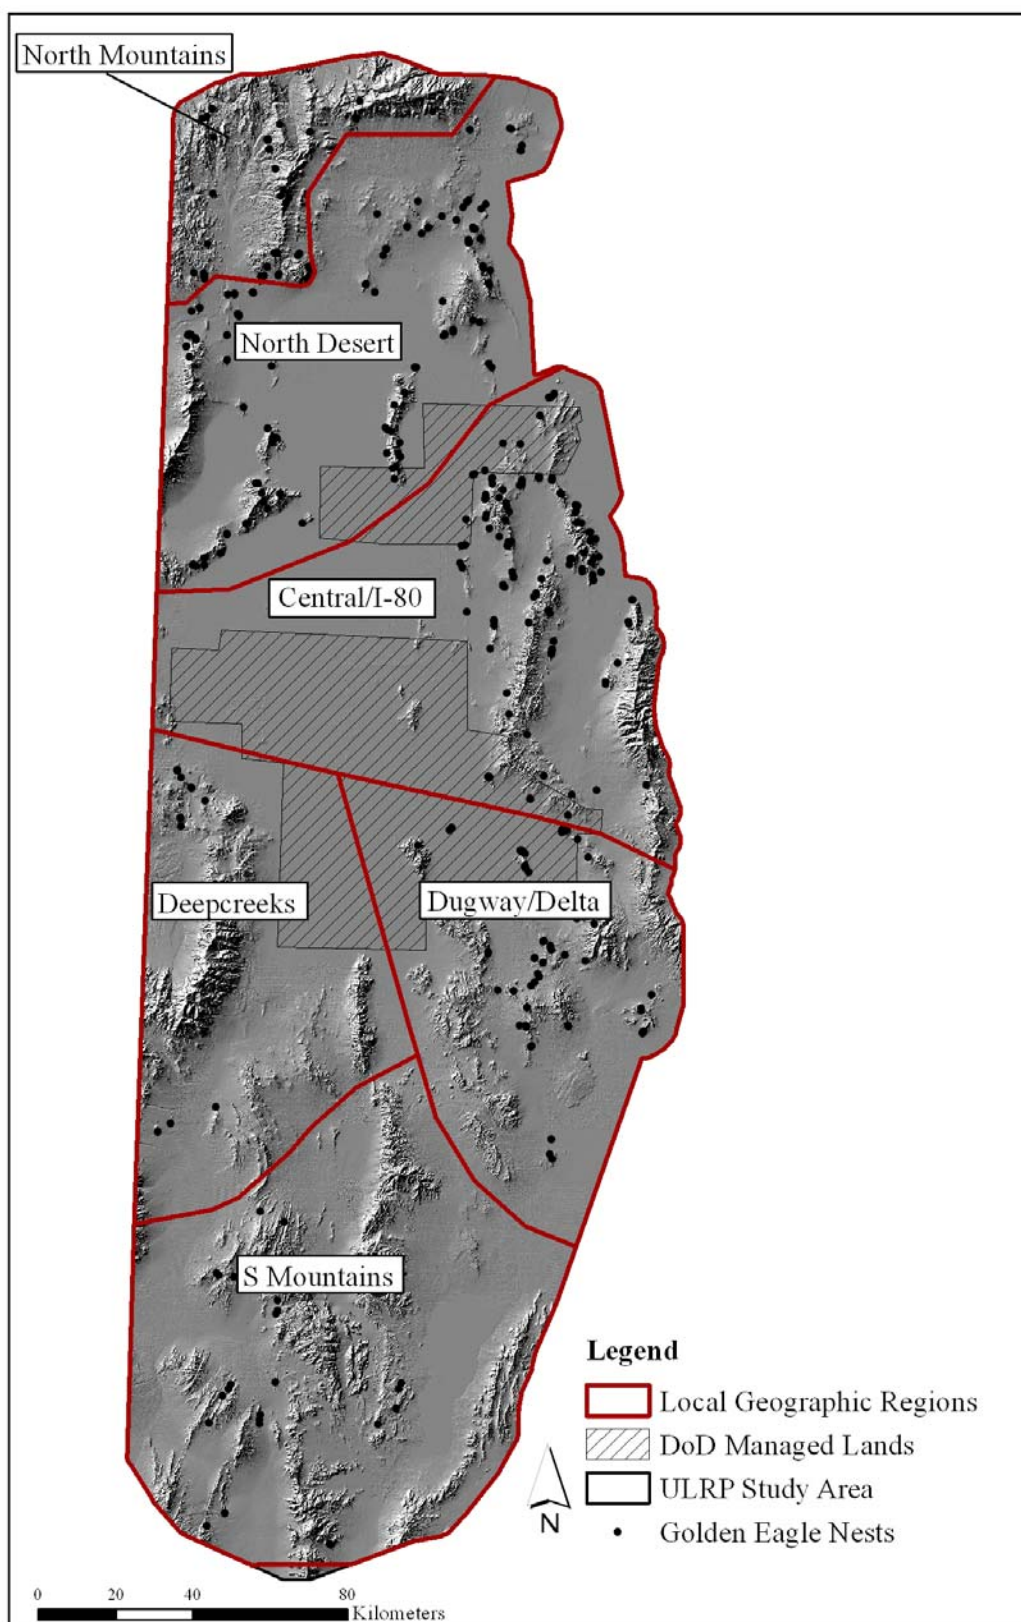 North Mountains
North Desert
Central/I-80
Deepcreeks
Dugway/Delta
S Mountains
Legend
Local Geographic Regions
DoD Managed Lands
ULRP Study Area
Golden Eagle Nests
N
0 20 40 80
Kilometers